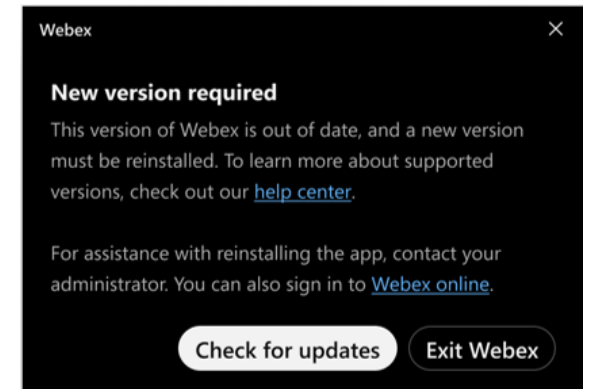 Webex
New version required
This version of Webex is out of date, and a new version
must be reinstalled. To learn more about supported
versions, check out our help center.
For assistance with reinstalling the app, contact your
administrator. You can also sign in to Webex online.
Check for updates
Exit Webex